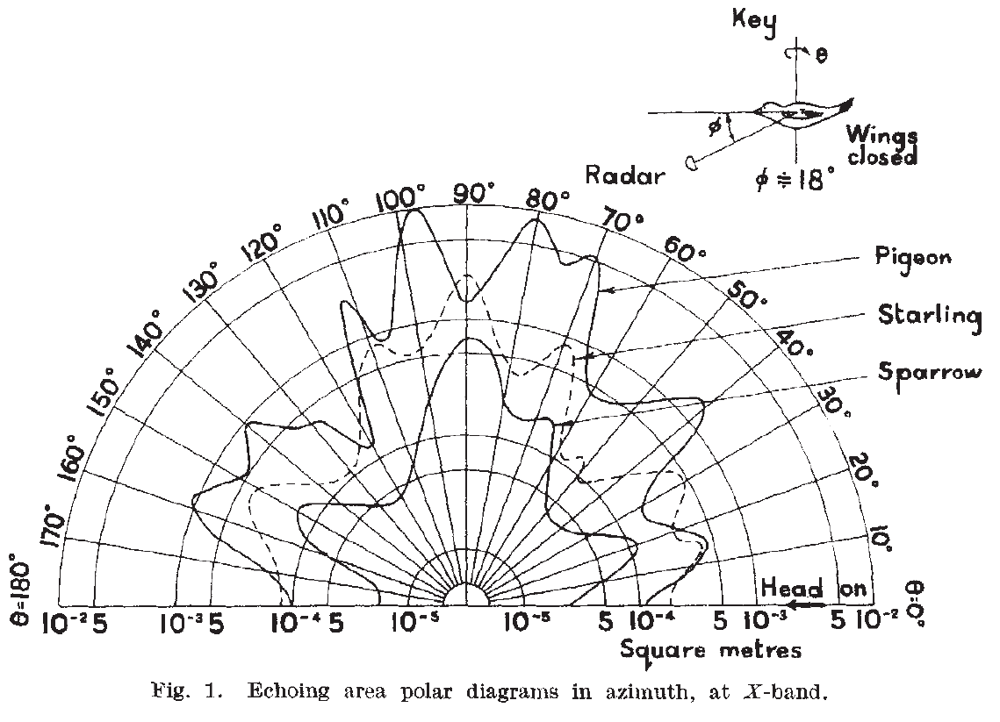 Key
θ
ϕ
Wings
closed
Radar
ϕ ≑ 18°
90°
100°
80°
110°
70°
120°
60°
130°
50°
140°
40°
150°
30°
160°
20°
170°
10°
θ=180°
θ=0°
Pigeon
Starling
Sparrow
Head on
10⁻² 5 10⁻³ 5 10⁻⁴ 5 10⁻⁵ 10⁻⁵ 5 10⁻⁴ 5 10⁻³ 5 10⁻²
Square metres
Fig. 1. Echoing area polar diagrams in azimuth, at X-band.